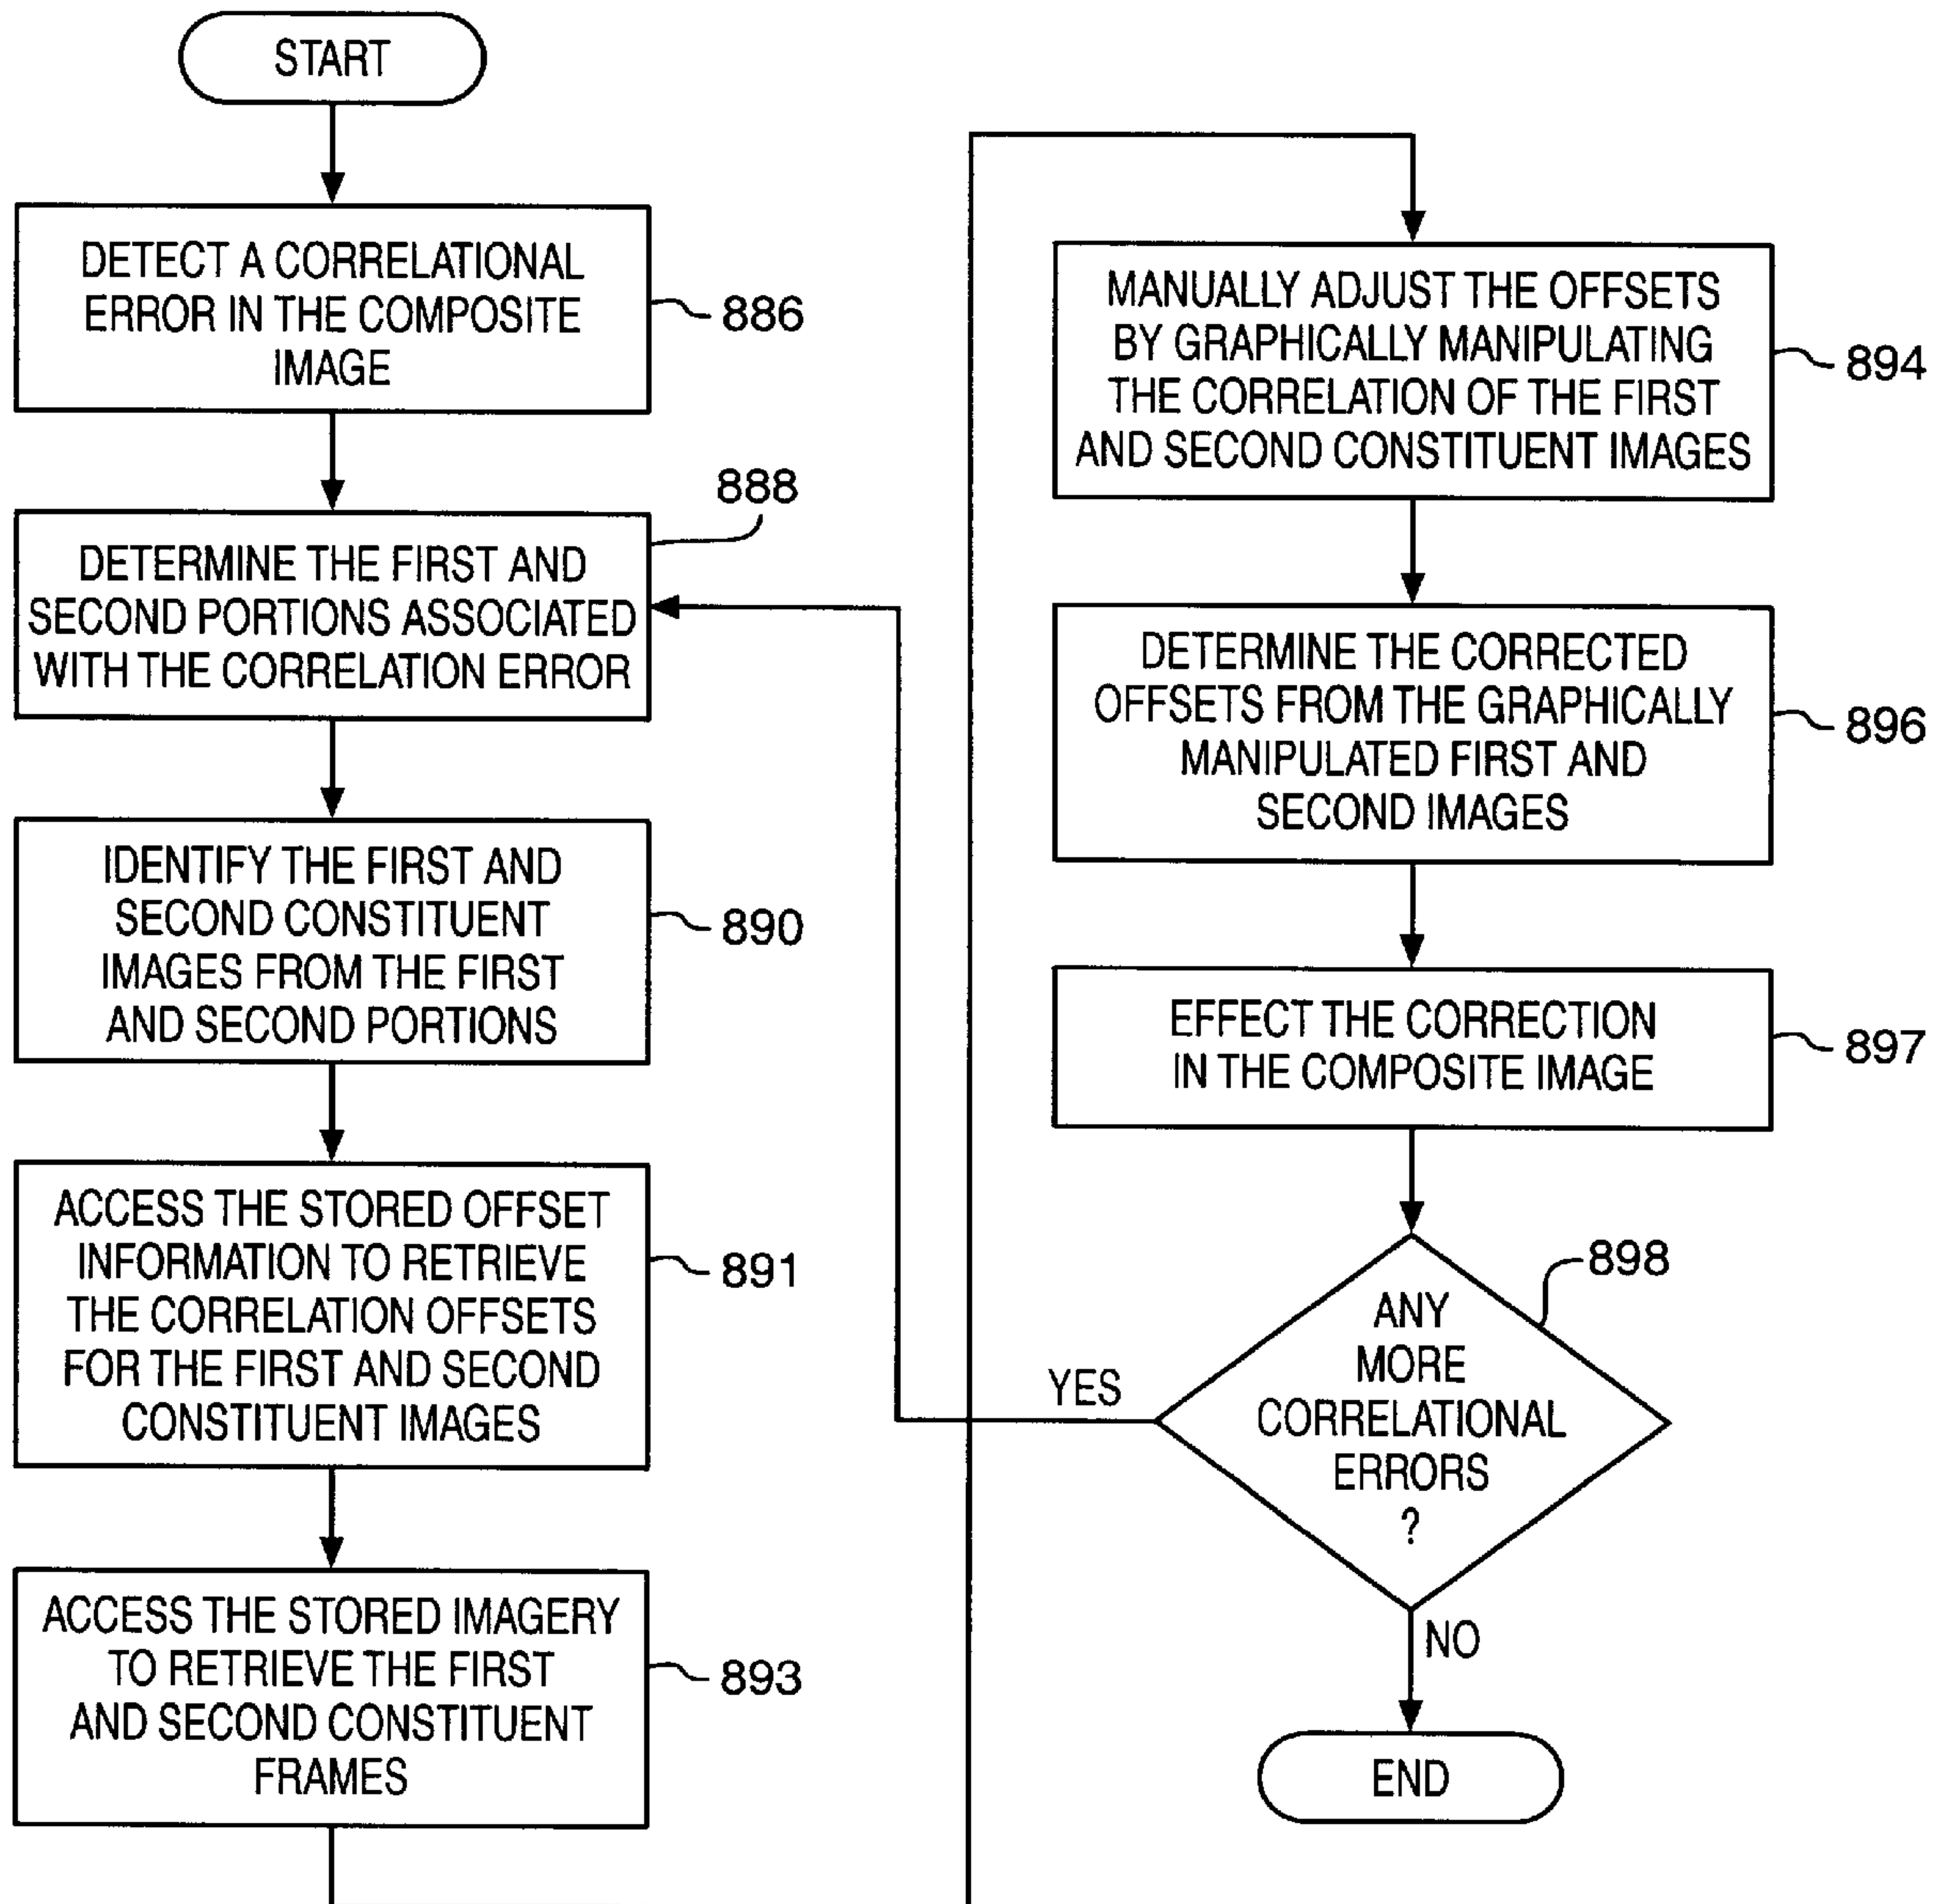 START
DETECT A CORRELATIONAL
ERROR IN THE COMPOSITE
IMAGE
886
888
DETERMINE THE FIRST AND
SECOND PORTIONS ASSOCIATED
WITH THE CORRELATION ERROR
IDENTIFY THE FIRST AND
SECOND CONSTITUENT
IMAGES FROM THE FIRST
AND SECOND PORTIONS
890
ACCESS THE STORED OFFSET
INFORMATION TO RETRIEVE
THE CORRELATION OFFSETS
FOR THE FIRST AND SECOND
CONSTITUENT IMAGES
891
ACCESS THE STORED IMAGERY
TO RETRIEVE THE FIRST
AND SECOND CONSTITUENT
FRAMES
893
MANUALLY ADJUST THE OFFSETS
BY GRAPHICALLY MANIPULATING
THE CORRELATION OF THE FIRST
AND SECOND CONSTITUENT IMAGES
894
DETERMINE THE CORRECTED
OFFSETS FROM THE GRAPHICALLY
MANIPULATED FIRST AND
SECOND IMAGES
896
EFFECT THE CORRECTION
IN THE COMPOSITE IMAGE
897
898
ANY
MORE
CORRELATIONAL
ERRORS
?
YES
NO
END